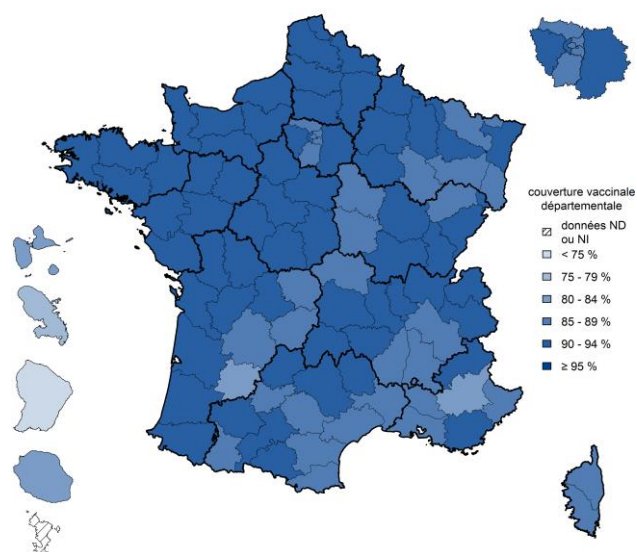 couverture vaccinale
départementale
données ND
ou NI
< 75 %
75 - 79 %
80 - 84 %
85 - 89 %
90 - 94 %
≥ 95 %